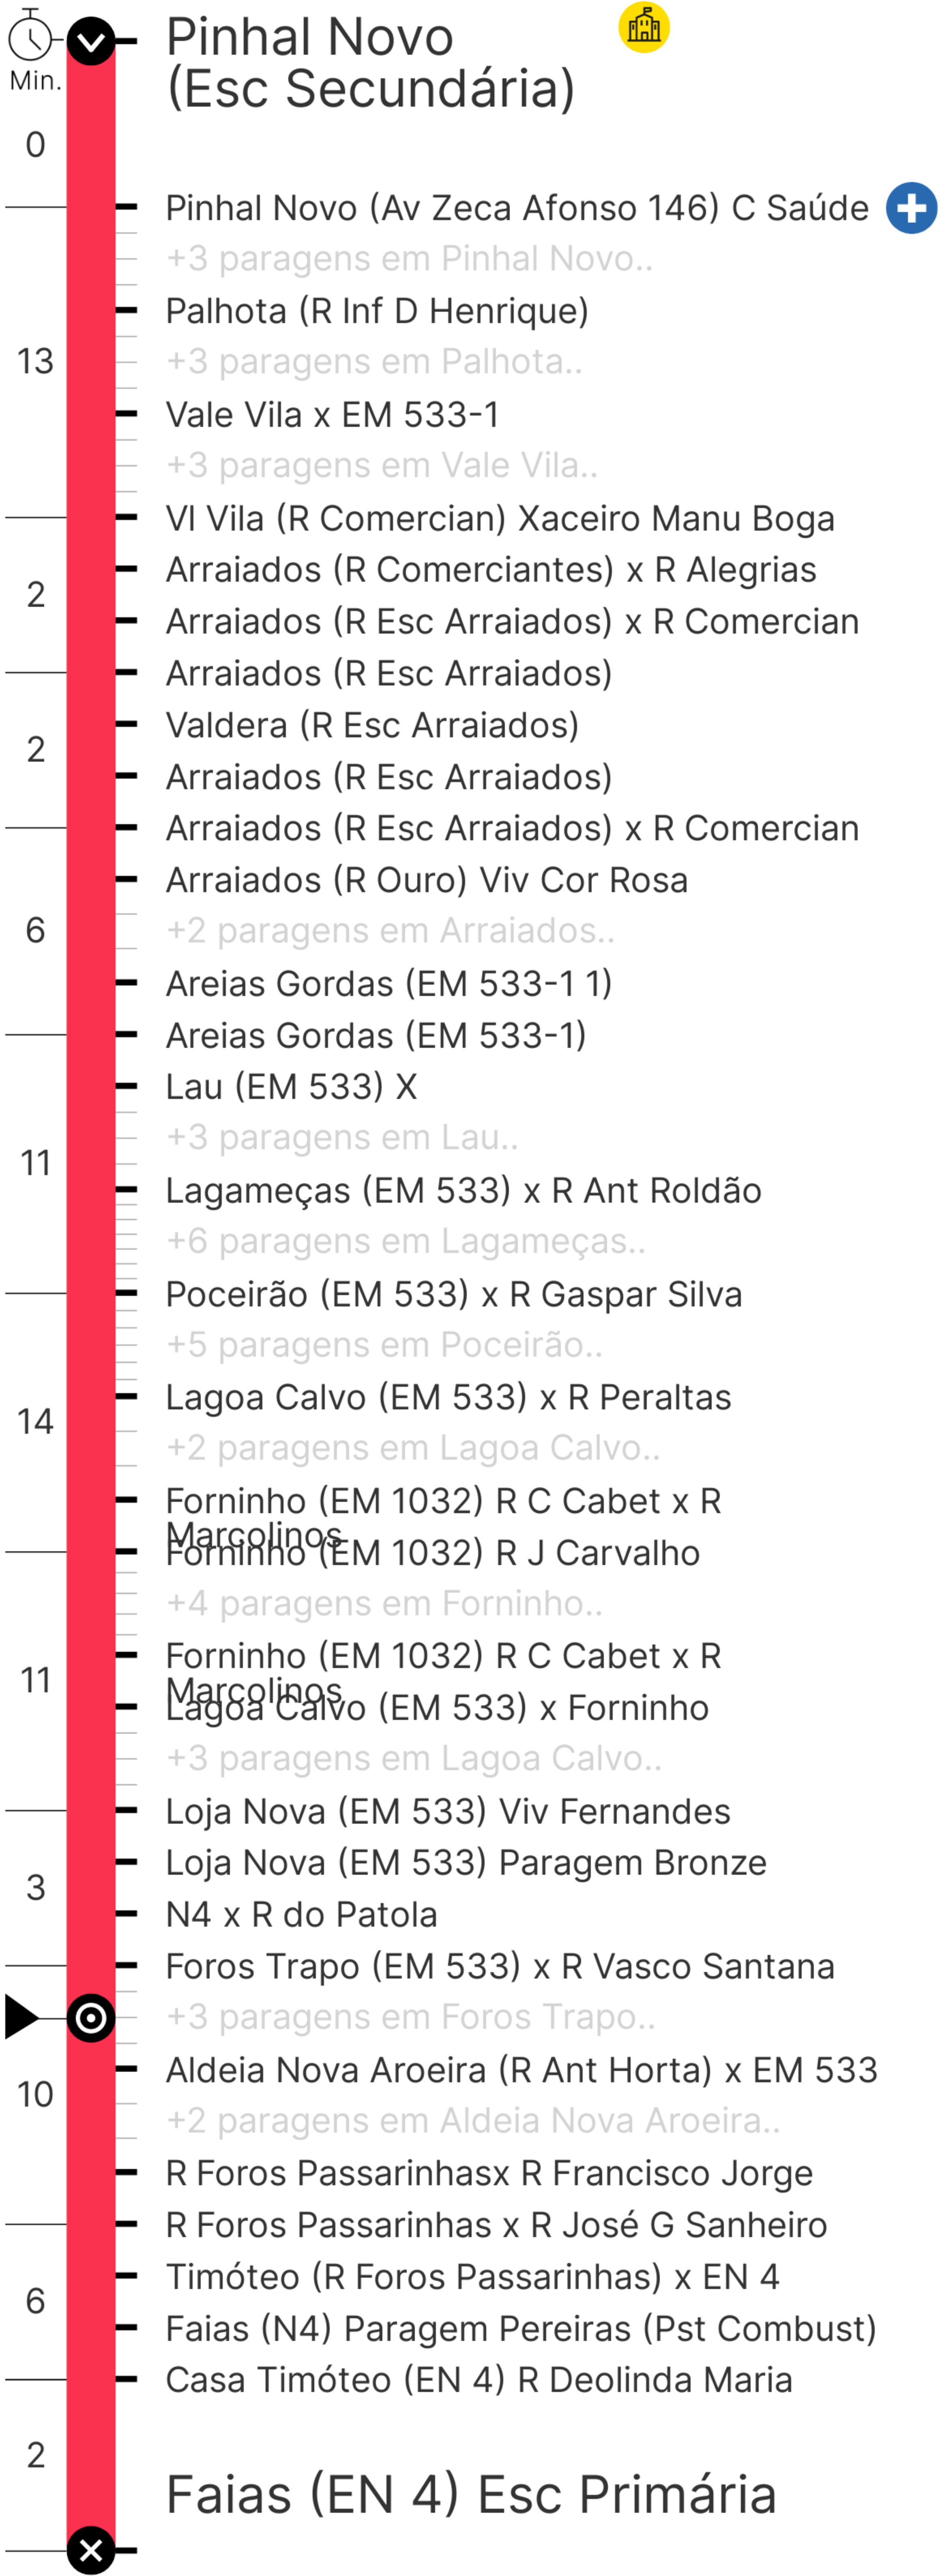 Pinhal Novo
(Esc Secundária)
Min.
0
Pinhal Novo (Av Zeca Afonso 146) C Saúde
+3 paragens em Pinhal Novo..
Palhota (R Inf D Henrique)
13
+3 paragens em Palhota..
Vale Vila x EM 533-1
+3 paragens em Vale Vila..
Vl Vila (R Comercian) Xaceiro Manu Boga
Arraiados (R Comerciantes) x R Alegrias
2
Arraiados (R Esc Arraiados) x R Comercian
Arraiados (R Esc Arraiados)
Valdera (R Esc Arraiados)
2
Arraiados (R Esc Arraiados)
Arraiados (R Esc Arraiados) x R Comercian
Arraiados (R Ouro) Viv Cor Rosa
6
+2 paragens em Arraiados..
Areias Gordas (EM 533-1 1)
Areias Gordas (EM 533-1)
Lau (EM 533) X
+3 paragens em Lau..
11
Lagameças (EM 533) x R Ant Roldão
+6 paragens em Lagameças..
Poceirão (EM 533) x R Gaspar Silva
+5 paragens em Poceirão..
Lagoa Calvo (EM 533) x R Peraltas
14
+2 paragens em Lagoa Calvo..
Forninho (EM 1032) R C Cabet x R
Marcolinos
Forninho (EM 1032) R J Carvalho
+4 paragens em Forninho..
Forninho (EM 1032) R C Cabet x R
11
Marcolinos
Lagoa Calvo (EM 533) x Forninho
+3 paragens em Lagoa Calvo..
Loja Nova (EM 533) Viv Fernandes
Loja Nova (EM 533) Paragem Bronze
3
N4 x R do Patola
Foros Trapo (EM 533) x R Vasco Santana
+3 paragens em Foros Trapo..
Aldeia Nova Aroeira (R Ant Horta) x EM 533
10
+2 paragens em Aldeia Nova Aroeira..
R Foros Passarinhasx R Francisco Jorge
R Foros Passarinhas x R José G Sanheiro
Timóteo (R Foros Passarinhas) x EN 4
6
Faias (N4) Paragem Pereiras (Pst Combust)
Casa Timóteo (EN 4) R Deolinda Maria
2
Faias (EN 4) Esc Primária